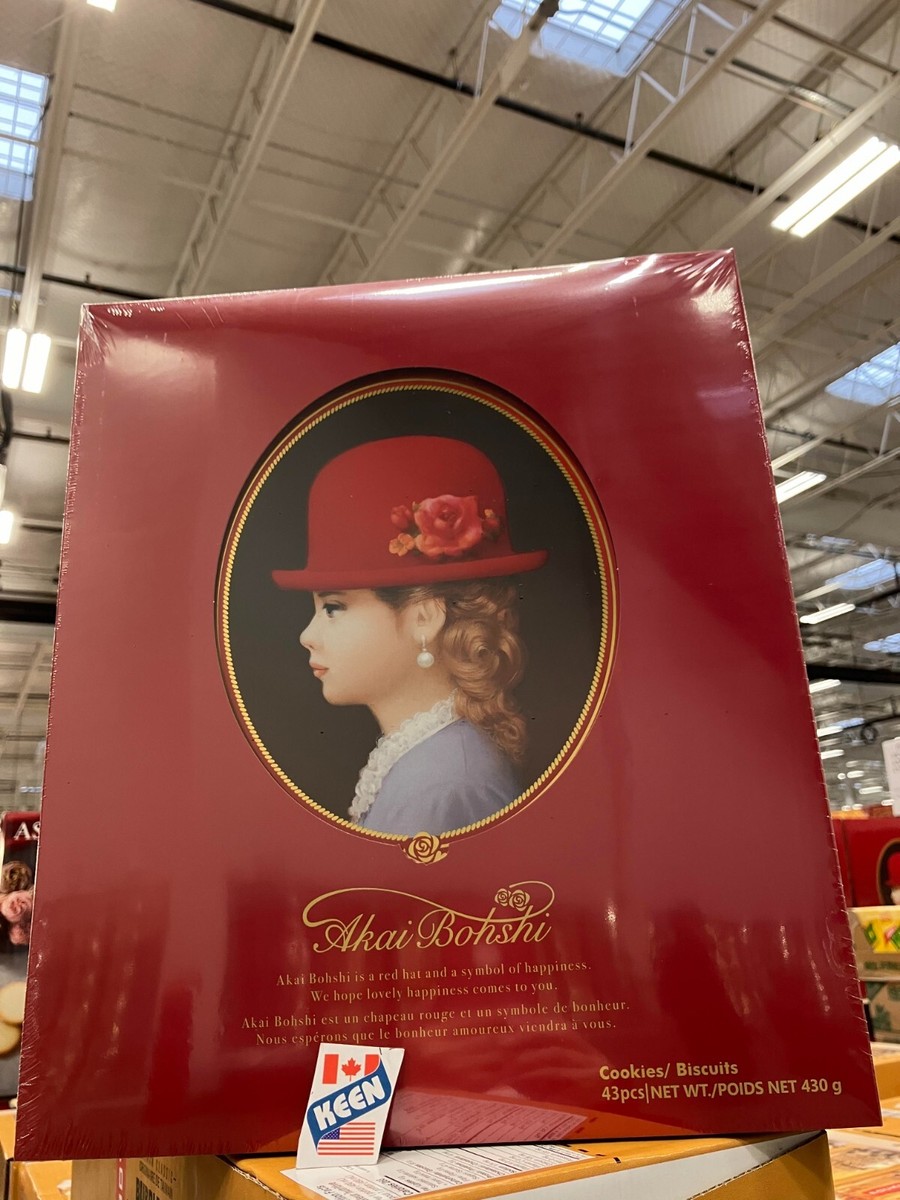 AS
Akai Bohshi
Akai Bohshi is a red hat and a symbol of happiness.
We hope lovely happiness comes to you.
Akai Bohshi est un chapeau rouge et un symbole de bonheur.
Nous espérons que le bonheur amoureux viendra à vous.
KEEN
Cookies/ Biscuits
43pcs|NET WT./POIDS NET 430 g